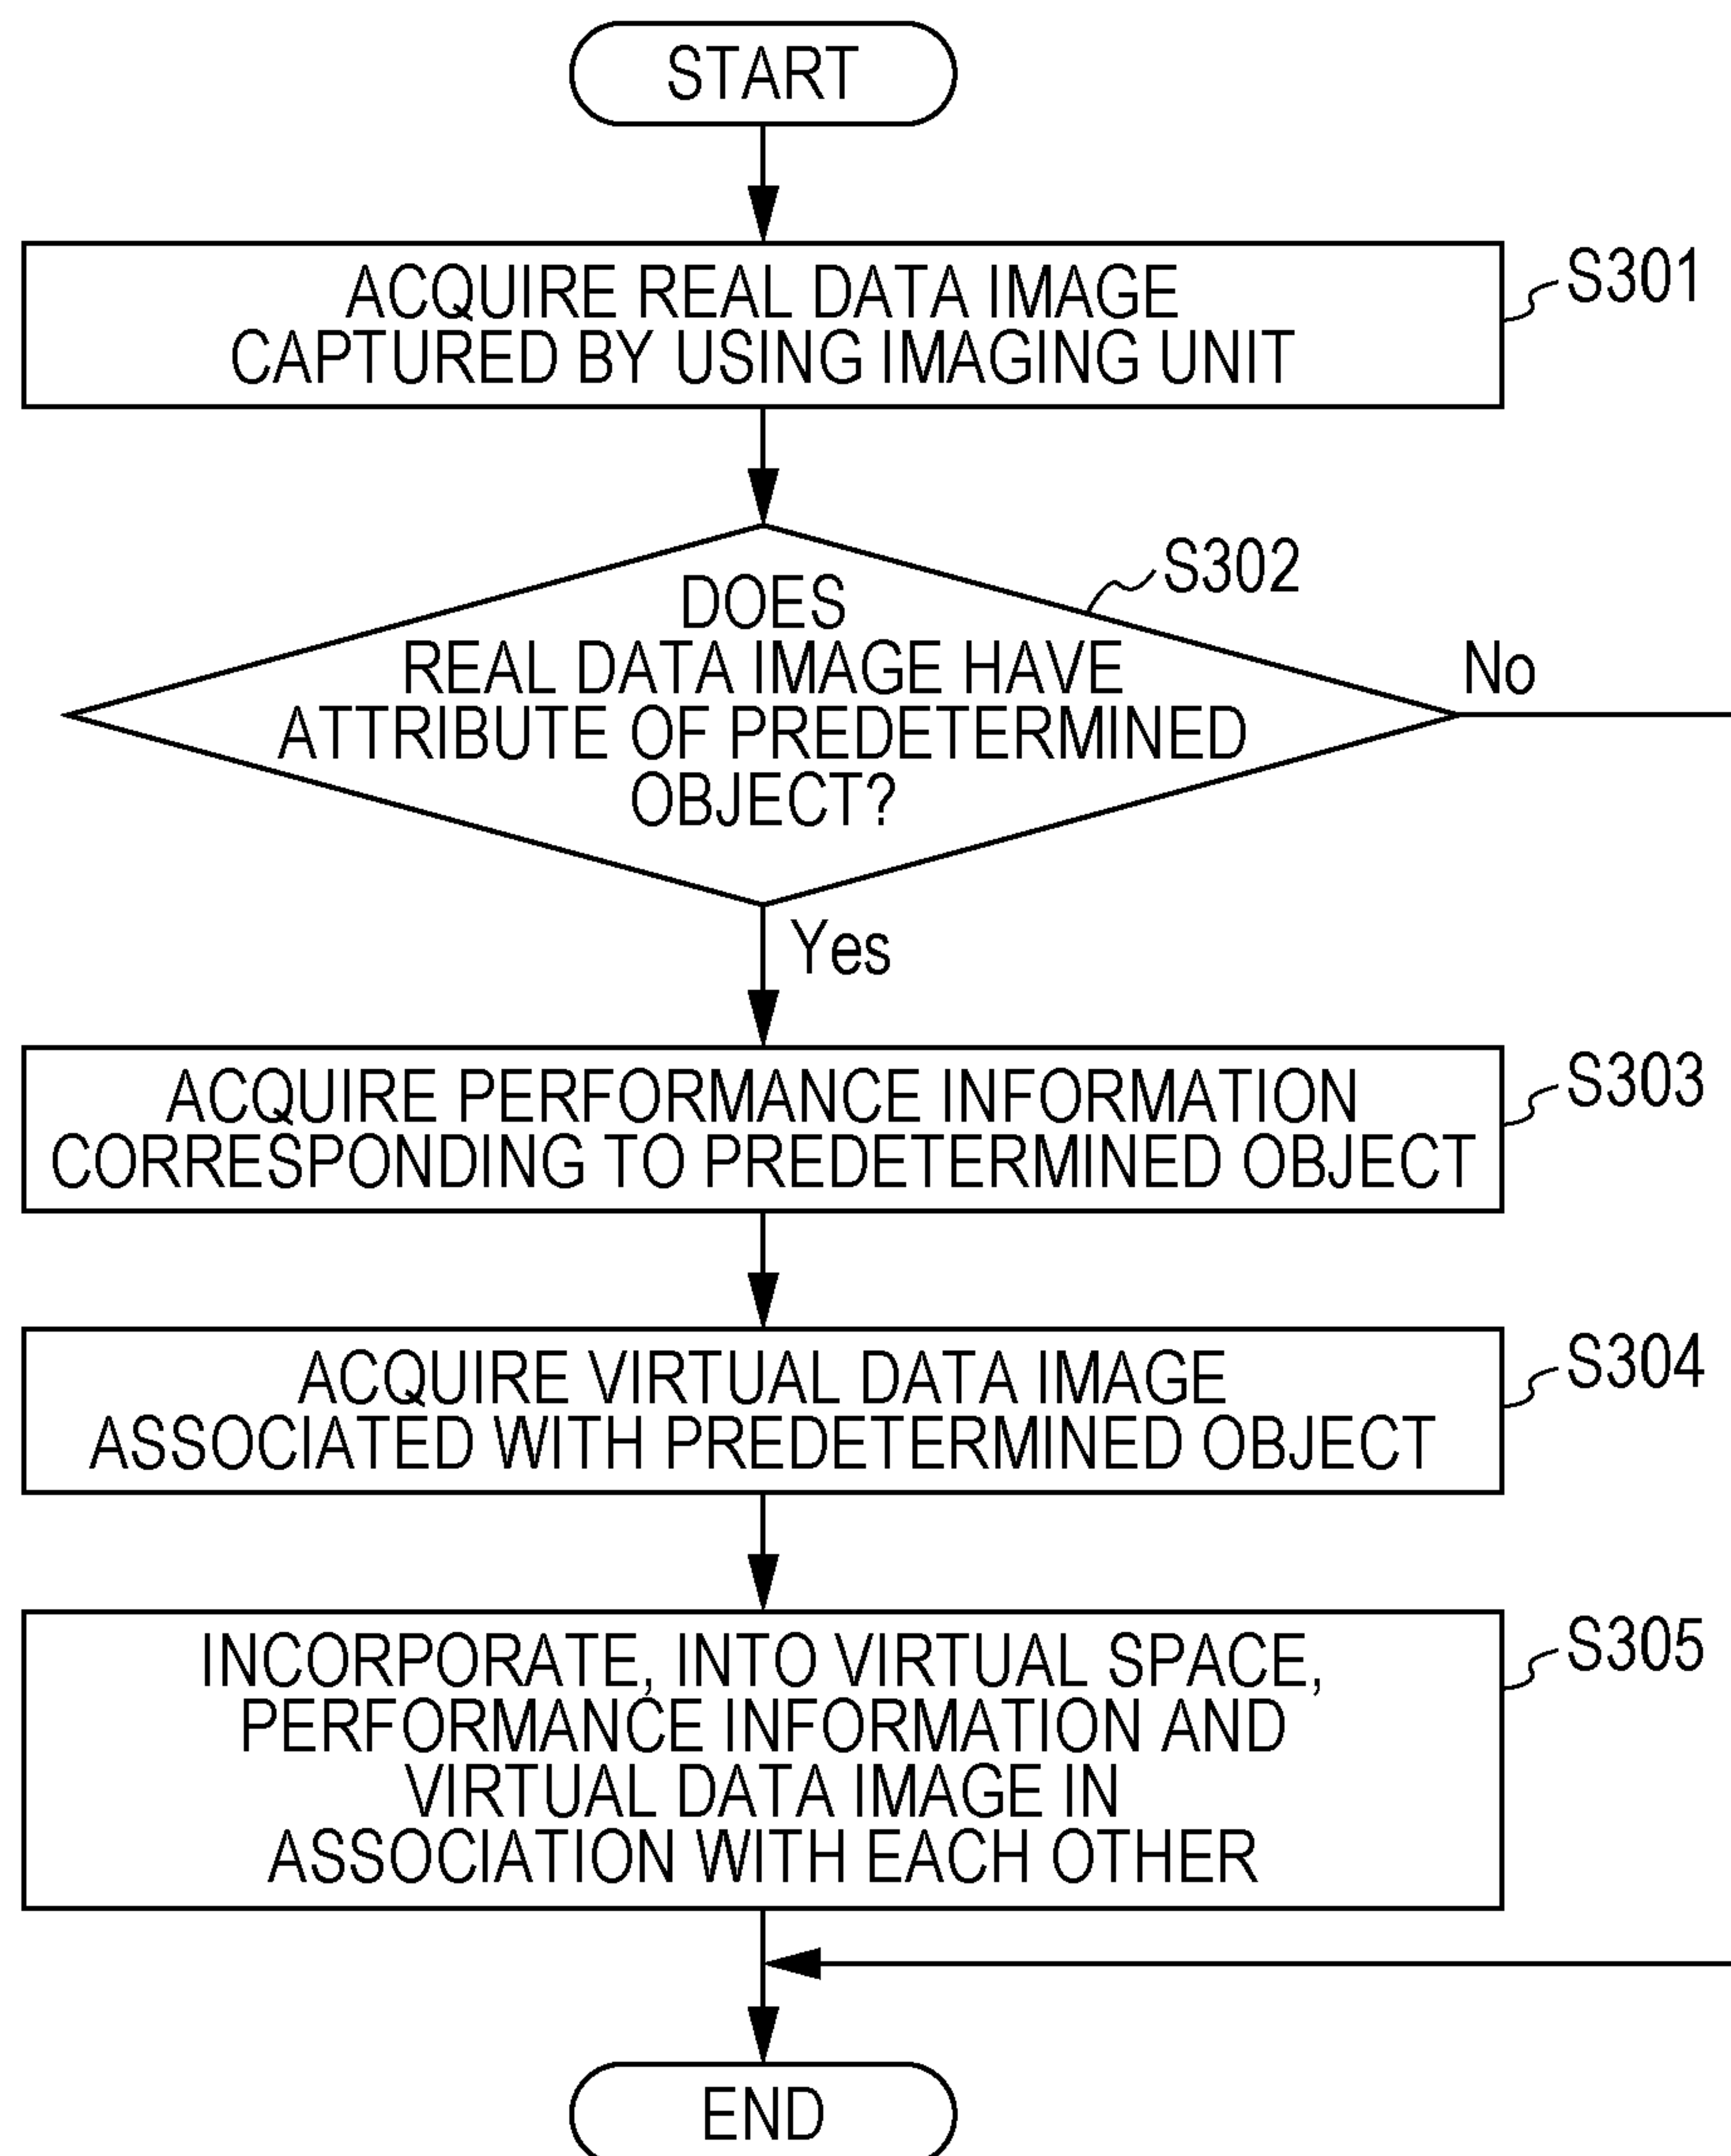 START
ACQUIRE REAL DATA IMAGE
CAPTURED BY USING IMAGING UNIT
S301
DOES
REAL DATA IMAGE HAVE
ATTRIBUTE OF PREDETERMINED
OBJECT?
S302
No
Yes
ACQUIRE PERFORMANCE INFORMATION
CORRESPONDING TO PREDETERMINED OBJECT
S303
ACQUIRE VIRTUAL DATA IMAGE
ASSOCIATED WITH PREDETERMINED OBJECT
S304
INCORPORATE, INTO VIRTUAL SPACE,
PERFORMANCE INFORMATION AND
VIRTUAL DATA IMAGE IN
ASSOCIATION WITH EACH OTHER
S305
END